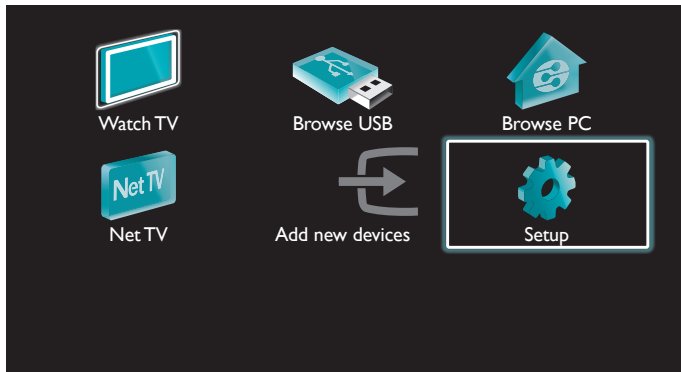 Watch TV
Browse USB
Browse PC
Net TV
Net TV
Add new devices
Setup